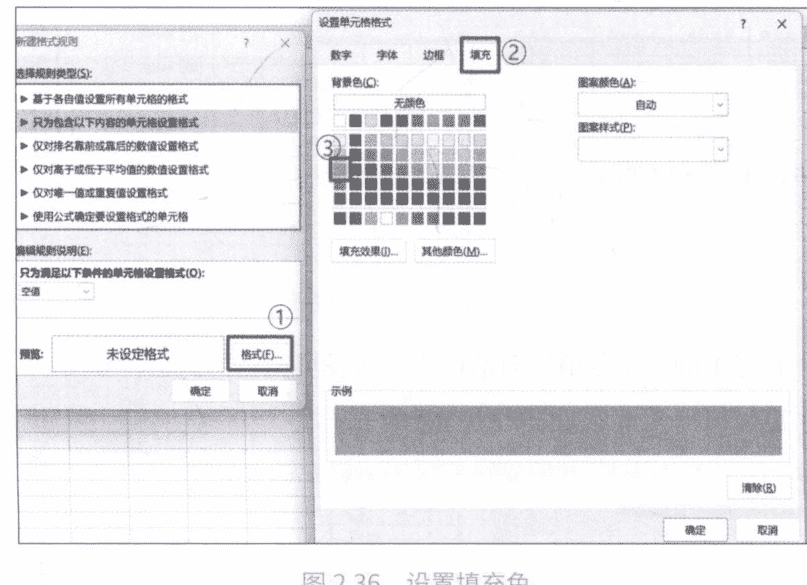 新建格式规则
?
×
选择规则类型(S):
▶ 基于各自值设置所有单元格的格式
▶ 只为包含以下内容的单元格设置格式
▶ 仅对排名靠前或靠后的数值设置格式
▶ 仅对高于或低于平均值的数值设置格式
▶ 仅对唯一值或重复值设置格式
▶ 使用公式确定要设置格式的单元格
编辑规则说明(E):
只为满足以下条件的单元格设置格式(O):
空值
①
预览:
未设定格式
格式(F)...
确定
取消
设置单元格格式
?
×
数字
字体
边框
填充
②
背景色(C):
无颜色
③
填充效果(I)...
其他颜色(M)...
图案颜色(A):
自动
图案样式(P):
示例
清除(R)
确定
取消
图 2.36 设置填充色